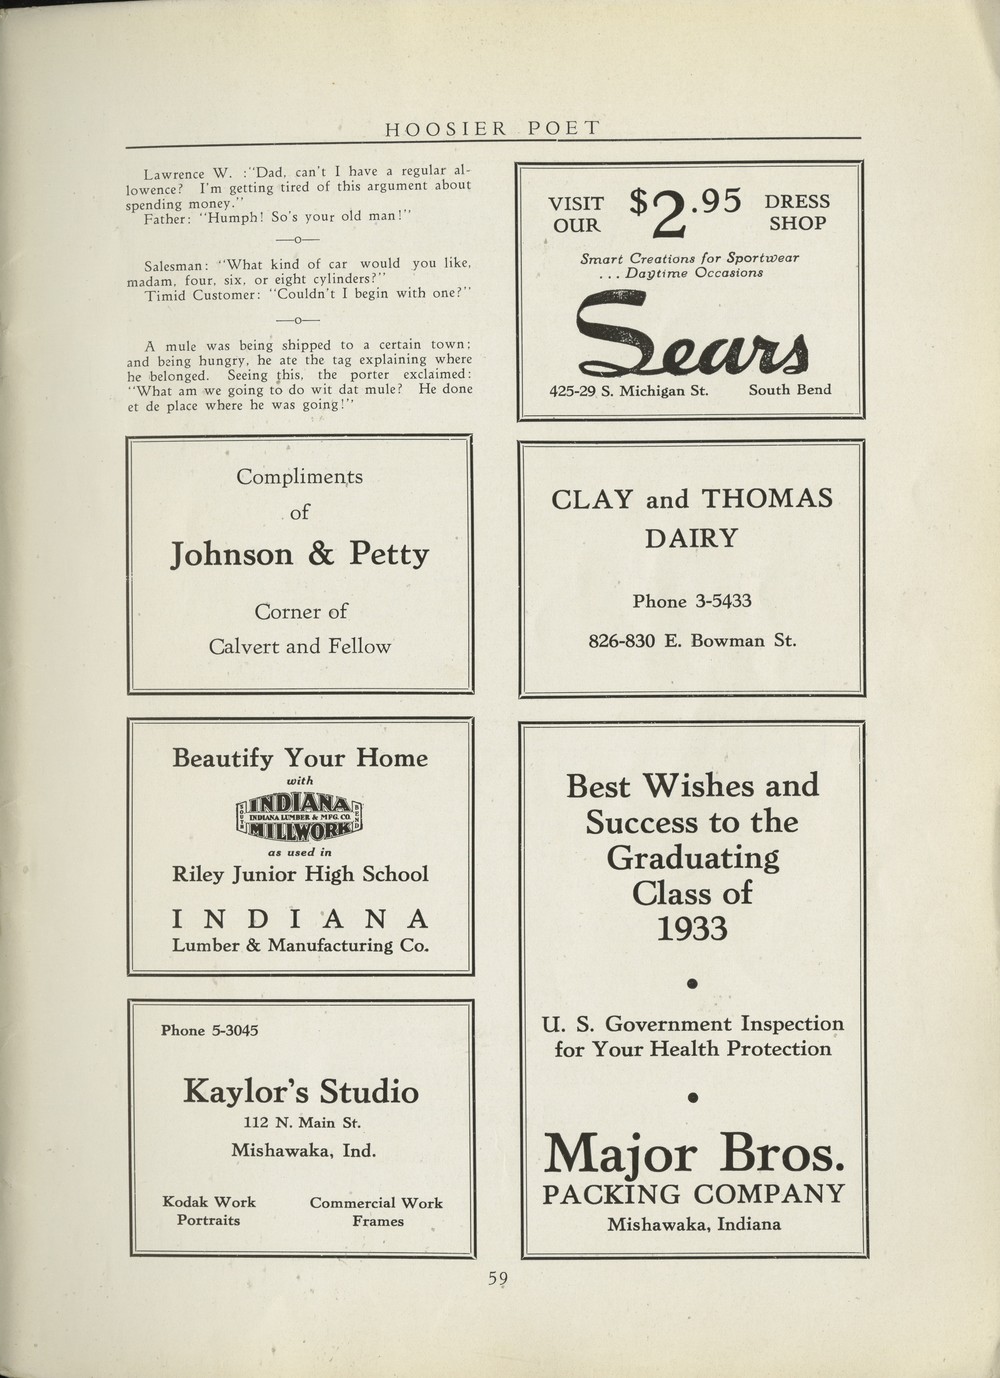 HOOSIER POET
Lawrence W. :"Dad, can't I have a regular al-
lowence? I'm getting tired of this argument about
spending money."
Father: "Humph! So's your old man!"
—o—
Salesman: "What kind of car would you like,
madam, four, six, or eight cylinders?"
Timid Customer: "Couldn't I begin with one?"
—o—
A mule was being shipped to a certain town;
and being hungry, he ate the tag explaining where
he belonged. Seeing this, the porter exclaimed:
"What am we going to do wit dat mule? He done
et de place where he was going!"
VISIT OUR $2.95 DRESS SHOP
Smart Creations for Sportwear
. . . Daytime Occasions
Sears
425-29 S. Michigan St. South Bend
Compliments
of
Johnson & Petty
Corner of
Calvert and Fellow
CLAY and THOMAS
DAIRY
Phone 3-5433
826-830 E. Bowman St.
Beautify Your Home
with
SOUTH BEND
INDIANA
INDIANA LUMBER & MFG. CO.
MILLWORK
as used in
Riley Junior High School
INDIANA
Lumber & Manufacturing Co.
Best Wishes and
Success to the
Graduating
Class of
1933
•
U. S. Government Inspection
for Your Health Protection
•
Major Bros.
PACKING COMPANY
Mishawaka, Indiana
Phone 5-3045
Kaylor's Studio
112 N. Main St.
Mishawaka, Ind.
Kodak Work Commercial Work
Portraits Frames
59